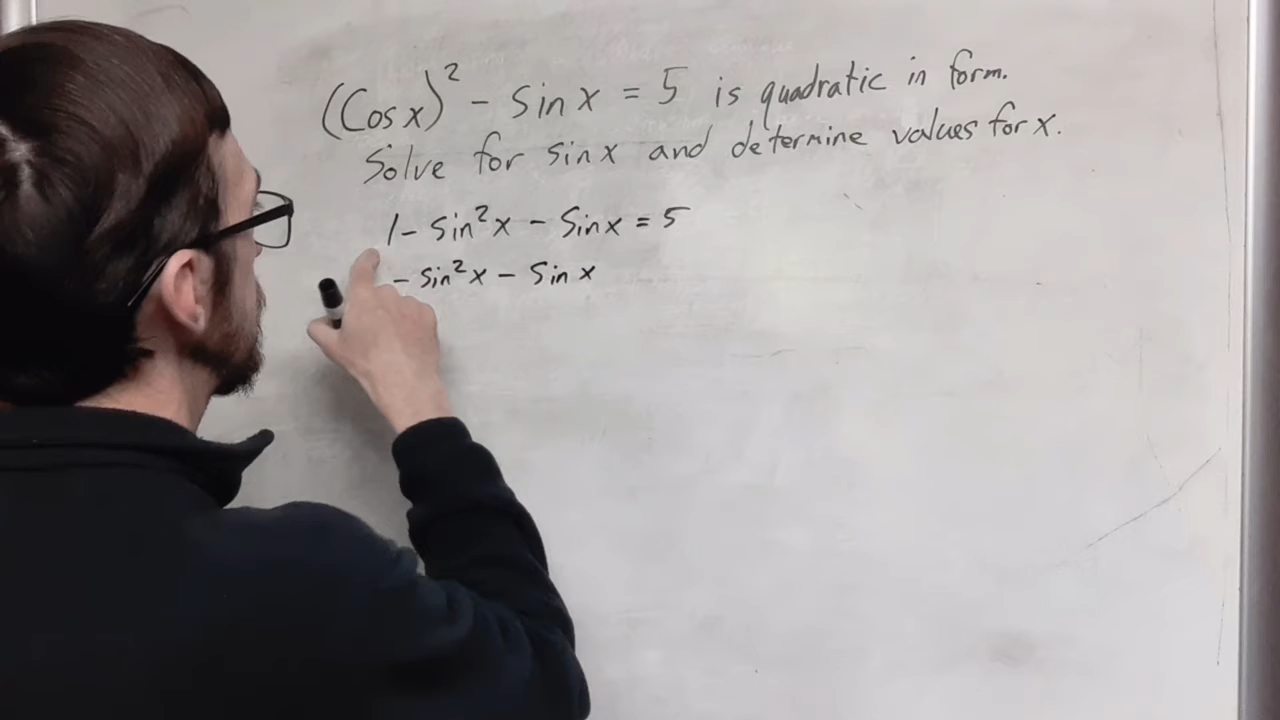 (Cos x)² - sin x = 5 is quadratic in form.
Solve for sin x and determine values for x.
1 - sin²x - sin x = 5
- sin²x - sin x